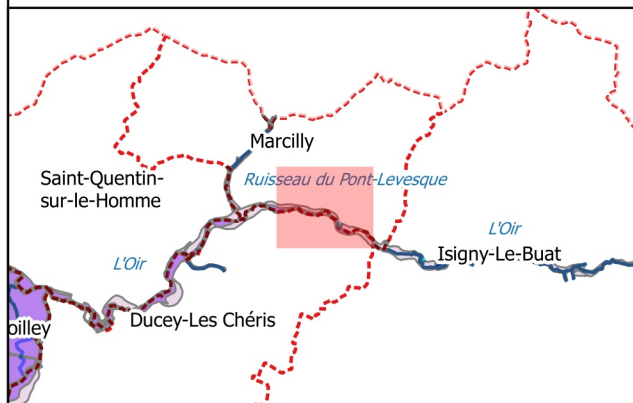 Marcilly
Saint-Quentin-
sur-le-Homme
Ruisseau du Pont-Levesque
L'Oir
Isigny-Le-Buat
L'Oir
Ducey-Les Chéris
oilley